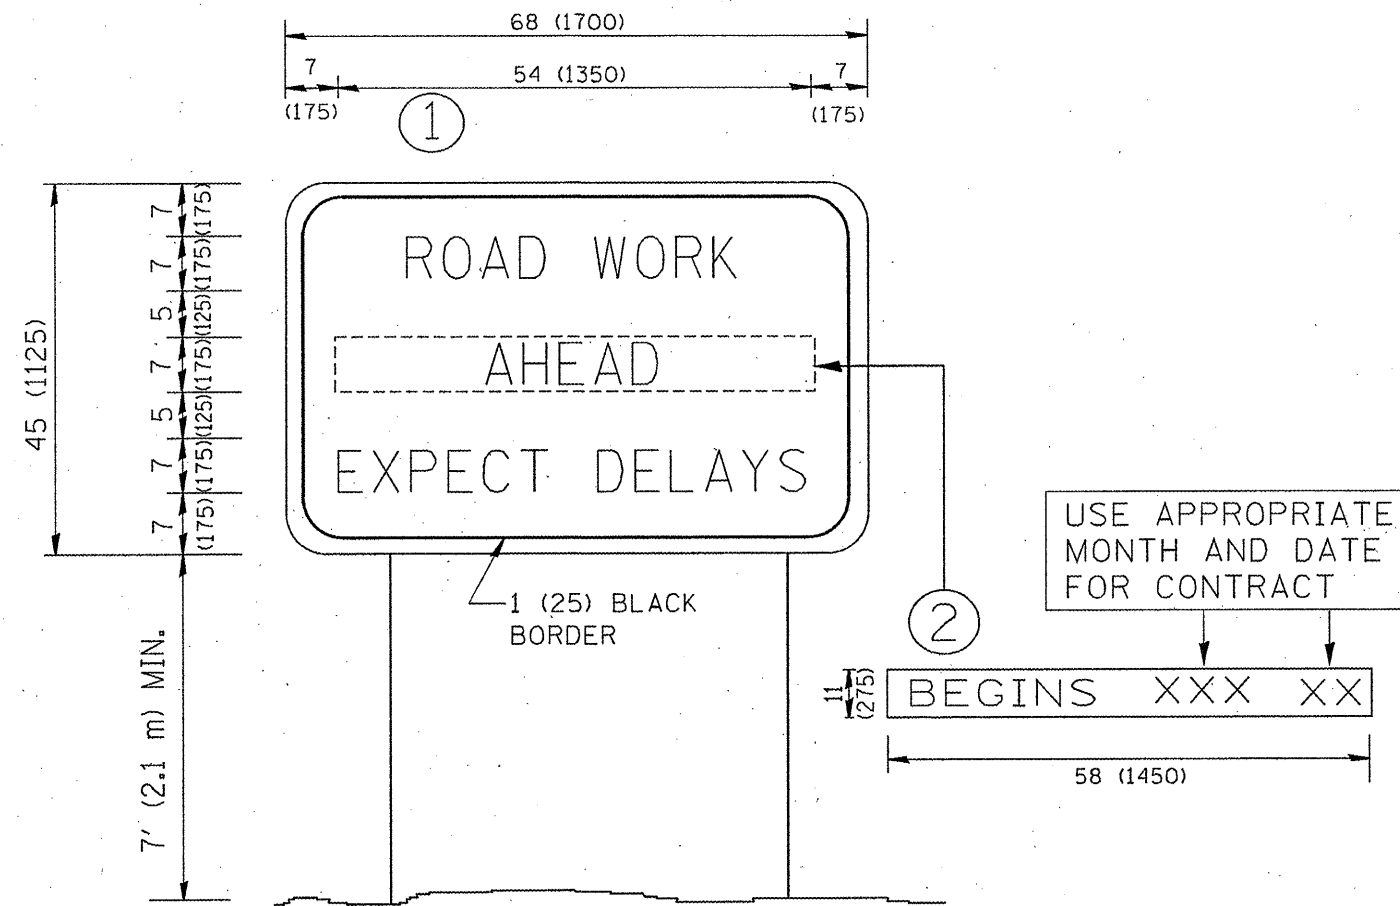 68 (1700)
7
54 (1350)
7
(175)
(175)
1
45 (1125)
7 (175)
7 (175)
5 (125)
7 (175)
5 (125)
7 (175)
7 (175)
ROAD WORK
AHEAD
EXPECT DELAYS
1 (25) BLACK
BORDER
7' (2.1 m) MIN.
USE APPROPRIATE
MONTH AND DATE
FOR CONTRACT
2
11
(275)
BEGINS XXX XX
58 (1450)